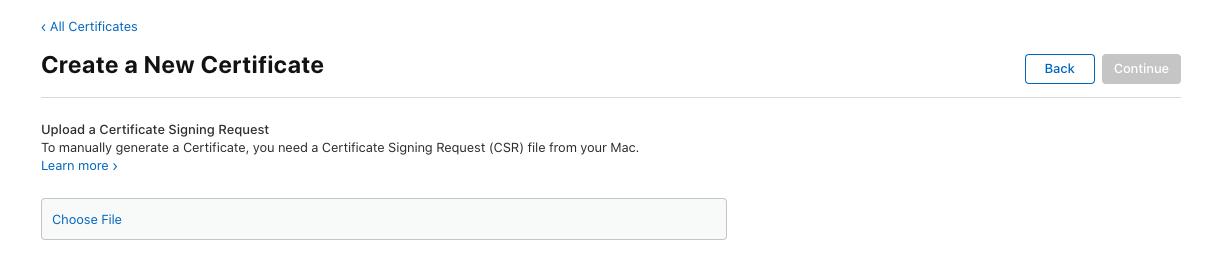 ‹ All Certificates
Create a New Certificate
Back
Continue
Upload a Certificate Signing Request
To manually generate a Certificate, you need a Certificate Signing Request (CSR) file from your Mac.
Learn more ›
Choose File